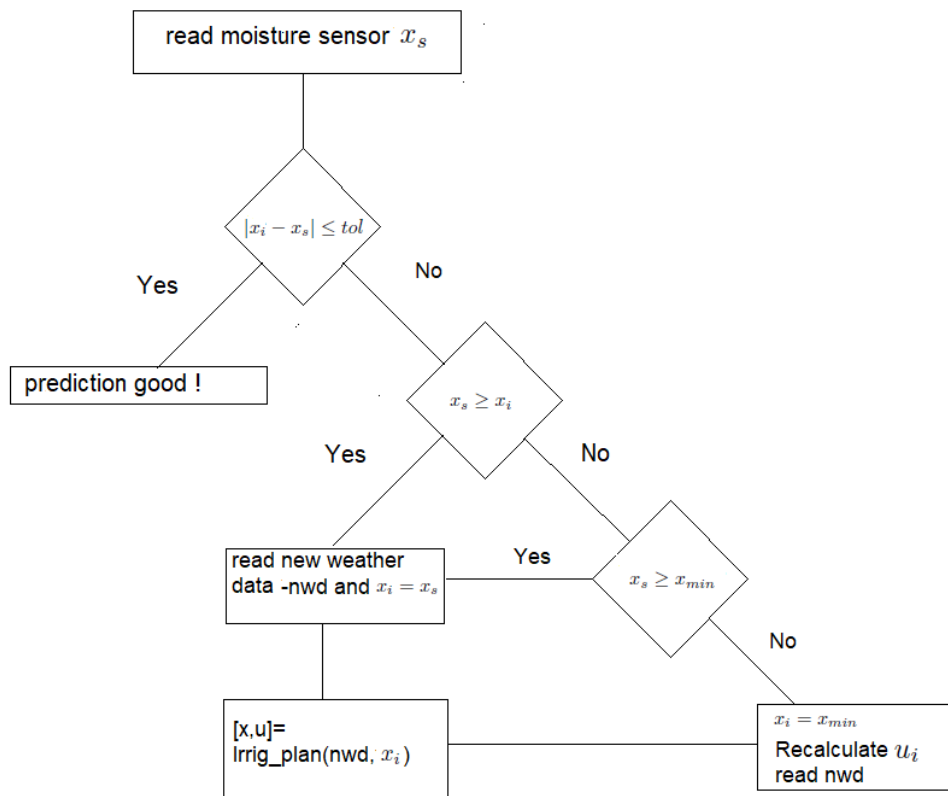 read moisture sensor x_s
|x_i − x_s| ≤ tol
Yes
No
prediction good !
x_s ≥ x_i
Yes
No
read new weather
data -nwd and x_i = x_s
Yes
x_s ≥ x_min
No
[x,u]=
Irrig_plan(nwd, x_i)
x_i = x_min
Recalculate u_i
read nwd